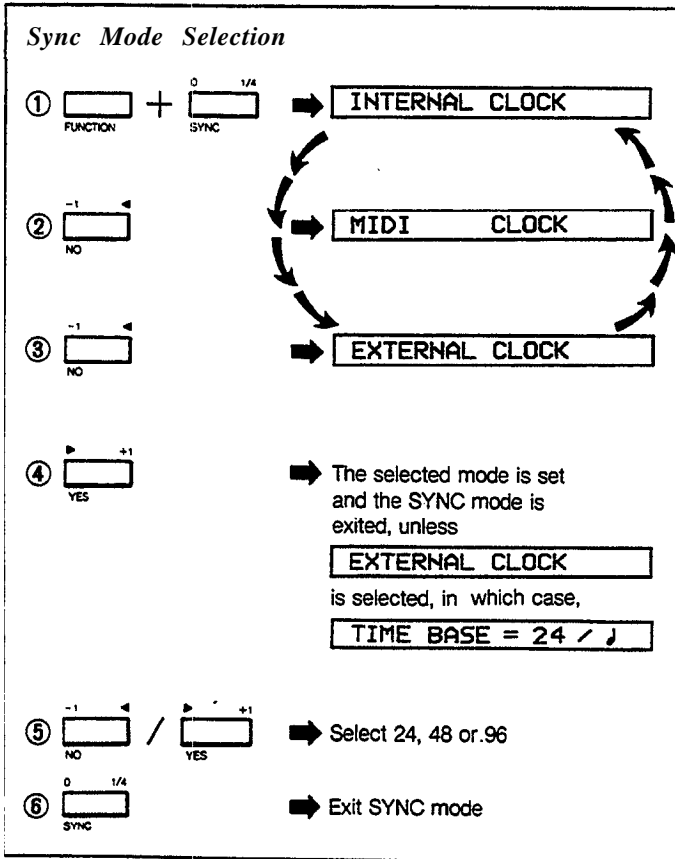 Sync Mode Selection
0 1/4
① + ➡ INTERNAL CLOCK
FUNCTION SYNC
-1 ◀
② ➡ MIDI CLOCK
NO
-1 ◀
③ ➡ EXTERNAL CLOCK
NO
▶ +1
④ ➡ The selected mode is set
YES
and the SYNC mode is
exited, unless
EXTERNAL CLOCK
is selected, in which case,
TIME BASE = 24 / ♩
-1 ◀ ▶ +1
⑤ / ➡ Select 24, 48 or.96
NO YES
0 1/4
⑥ ➡ Exit SYNC mode
SYNC